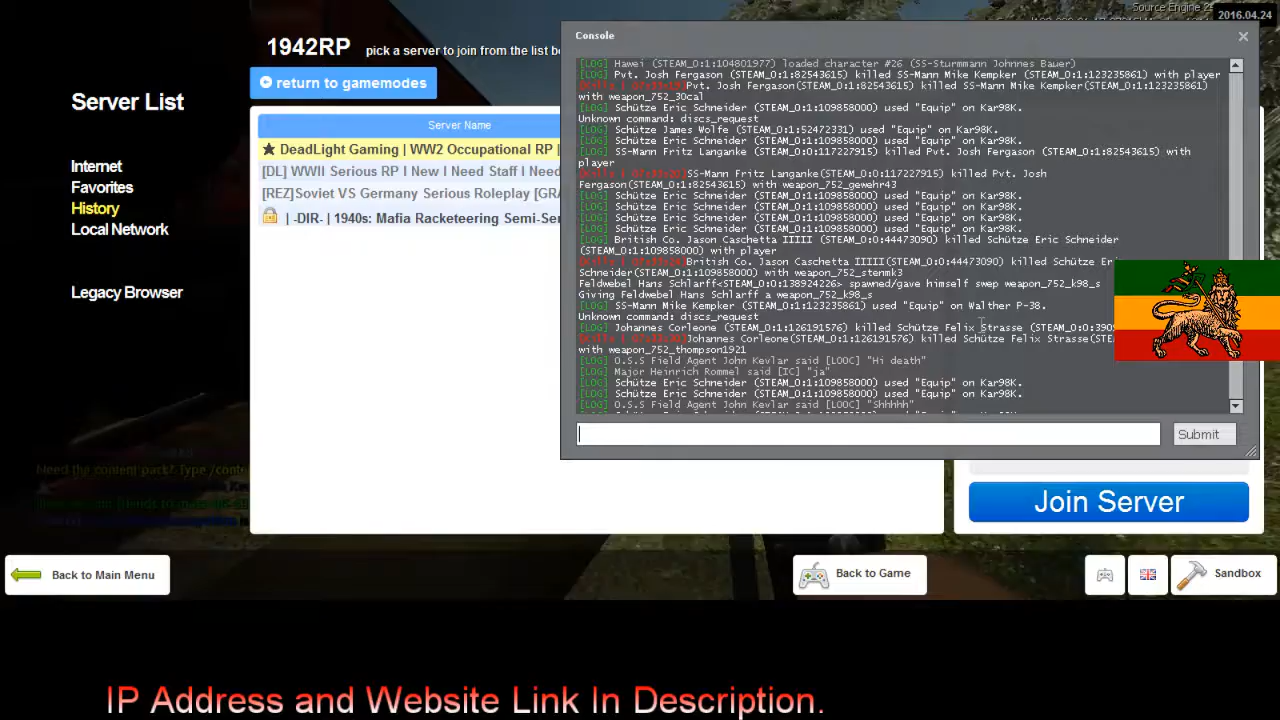 Source Engine 2
2016.04.24
1942RP pick a server to join from the list be
return to gamemodes
Server List
Internet
Favorites
History
Local Network
Legacy Browser
Server Name
DeadLight Gaming | WW2 Occupational RP |
[DL] WWII Serious RP I New I Need Staff I Need
[REZ]Soviet VS Germany Serious Roleplay [GRA
| -DIR- | 1940s: Mafia Racketeering Semi-Ser
Console
[LOG] Hawei (STEAM_0:1:104801977) loaded character #26 (SS-Sturmmann Johnnes Bauer)
[LOG] Pvt. Josh Fergason (STEAM_0:1:82543615) killed SS-Mann Mike Kempker (STEAM_0:1:123235861) with player
Pvt. Josh Fergason(STEAM_0:1:82543615) killed SS-Mann Mike Kempker(STEAM_0:1:123235861)
with weapon_752_30cal
[LOG] Schütze Eric Schneider (STEAM_0:1:109858000) used "Equip" on Kar98K.
Unknown command: discs_request
[LOG] Schütze James Wolfe (STEAM_0:1:52472331) used "Equip" on Kar98K.
[LOG] Schütze Eric Schneider (STEAM_0:1:109858000) used "Equip" on Kar98K.
[LOG] SS-Mann Fritz Langanke (STEAM_0:1:117227915) killed Pvt. Josh Fergason (STEAM_0:1:82543615) with
player
SS-Mann Fritz Langanke(STEAM_0:1:117227915) killed Pvt. Josh
Fergason(STEAM_0:1:82543615) with weapon_752_gewehr43
[LOG] Schütze Eric Schneider (STEAM_0:1:109858000) used "Equip" on Kar98K.
[LOG] Schütze Eric Schneider (STEAM_0:1:109858000) used "Equip" on Kar98K.
[LOG] Schütze Eric Schneider (STEAM_0:1:109858000) used "Equip" on Kar98K.
[LOG] Schütze Eric Schneider (STEAM_0:1:109858000) used "Equip" on Kar98K.
[LOG] British Co. Jason Caschetta IIIII (STEAM_0:0:44473090) killed Schütze Eric Schneider
(STEAM_0:1:109858000) with player
British Co. Jason Caschetta IIIII(STEAM_0:0:44473090) killed Schütze Eric
Schneider(STEAM_0:1:109858000) with weapon_752_stenmk3
Feldwebel Hans Schlarff<STEAM_0:0:138924226> spawned/gave himself swep weapon_752_k98_s
Giving Feldwebel Hans Schlarff a weapon_752_k98_s
[LOG] SS-Mann Mike Kempker (STEAM_0:1:123235861) used "Equip" on Walther P-38.
Unknown command: discs_request
[LOG] Johannes Corleone (STEAM_0:1:126191576) killed Schütze Felix Strasse (STEAM_0:0:390
Johannes Corleone(STEAM_0:1:126191576) killed Schütze Felix Strasse(STE
with weapon_752_thompson1921
[LOG] O.S.S Field Agent John Kevlar said [LOOC] "Hi death"
[LOG] Major Heinrich Rommel said [IC] "ja"
[LOG] Schütze Eric Schneider (STEAM_0:1:109858000) used "Equip" on Kar98K.
[LOG] Schütze Eric Schneider (STEAM_0:1:109858000) used "Equip" on Kar98K.
[LOG] O.S.S Field Agent John Kevlar said [LOOC] "Shhhhh"
Submit
Need the content pack? Type /conten
Join Server
Back to Main Menu
Back to Game
Sandbox
IP Address and Website Link In Description.